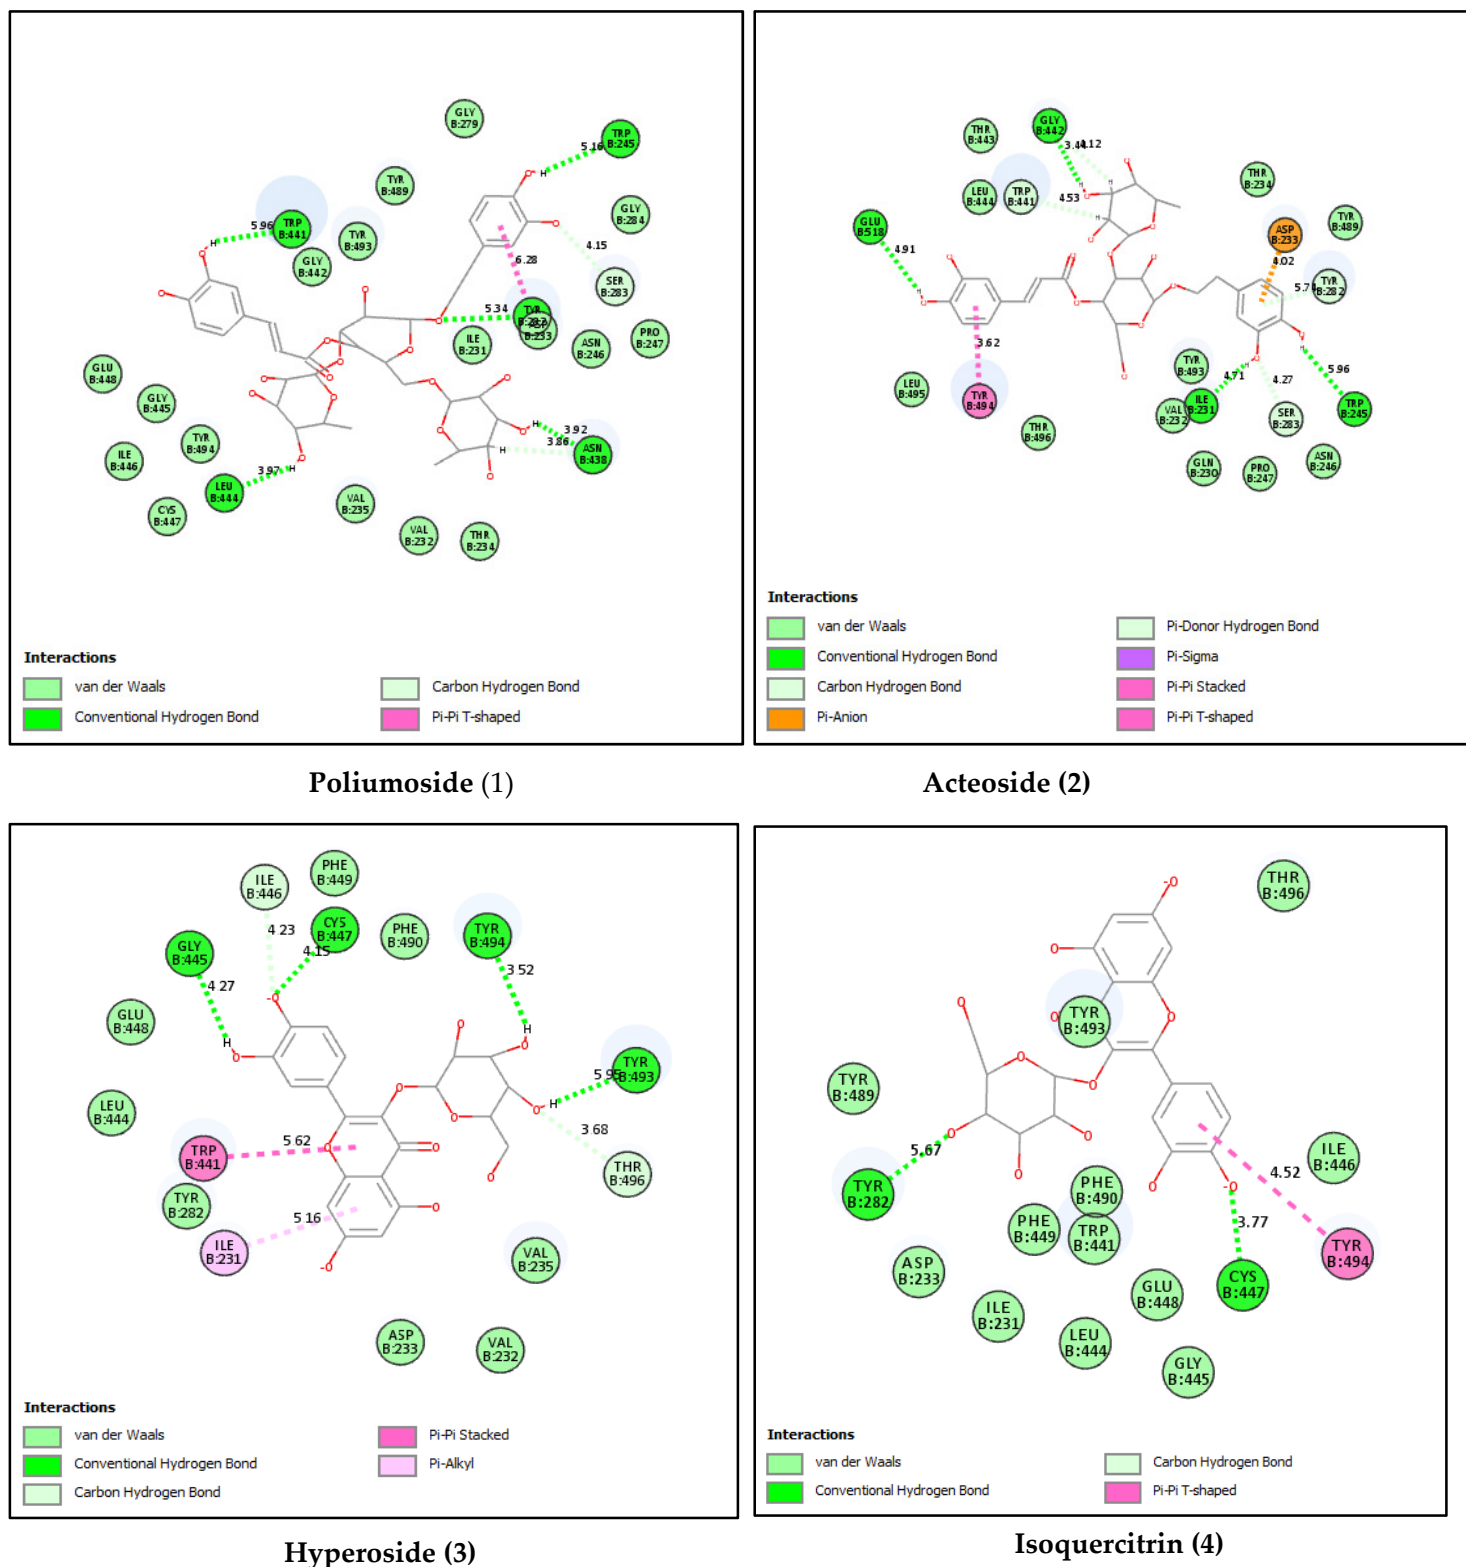 GLY
B:279
TRP
B:245
5.16
TYR
B:489
GLY
B:284
TRP
B:441
5.96
TYR
B:493
GLY
B:442
4.15
6.28
SER
B:283
5.34
ASP
B:233
ILE
B:231
ASN
B:246
PRO
B:247
GLU
B:448
GLY
B:445
TYR
B:494
ILE
B:446
3.92
3.86
ASN
B:438
3.97
LEU
B:444
CYS
B:447
VAL
B:235
VAL
B:232
THR
B:234
Interactions
van der Waals
Conventional Hydrogen Bond
Carbon Hydrogen Bond
Pi-Pi T-shaped
Poliumoside (1)
GLY
B:442
THR
B:443
3.44
4.12
THR
B:234
LEU
B:444
TRP
B:441
4.53
GLU
B:518
ASP
B:233
TYR
B:489
4.02
4.91
5.74
TYR
B:282
3.62
TYR
B:493
4.71
4.27
5.96
LEU
B:495
TYR
B:494
ILE
B:231
VAL
B:232
SER
B:283
TRP
B:245
THR
B:496
GLN
B:230
PRO
B:247
ASN
B:246
Interactions
van der Waals
Conventional Hydrogen Bond
Carbon Hydrogen Bond
Pi-Anion
Pi-Donor Hydrogen Bond
Pi-Sigma
Pi-Pi Stacked
Pi-Pi T-shaped
Acteoside (2)
PHE
B:449
ILE
B:446
CYS
B:447
PHE
B:490
TYR
B:494
GLY
B:445
4.23
4.15
3.52
4.27
GLU
B:448
TYR
B:493
5.95
LEU
B:444
3.68
TRP
B:441
5.62
THR
B:496
TYR
B:282
5.16
ILE
B:231
VAL
B:235
ASP
B:233
VAL
B:232
Interactions
van der Waals
Conventional Hydrogen Bond
Carbon Hydrogen Bond
Pi-Pi Stacked
Pi-Alkyl
Hyperoside (3)
THR
B:496
TYR
B:493
TYR
B:489
5.67
TYR
B:282
PHE
B:490
ILE
B:446
4.52
PHE
B:449
TRP
B:441
3.77
TYR
B:494
ASP
B:233
CYS
B:447
GLU
B:448
ILE
B:231
LEU
B:444
GLY
B:445
Interactions
van der Waals
Conventional Hydrogen Bond
Carbon Hydrogen Bond
Pi-Pi T-shaped
Isoquercitrin (4)